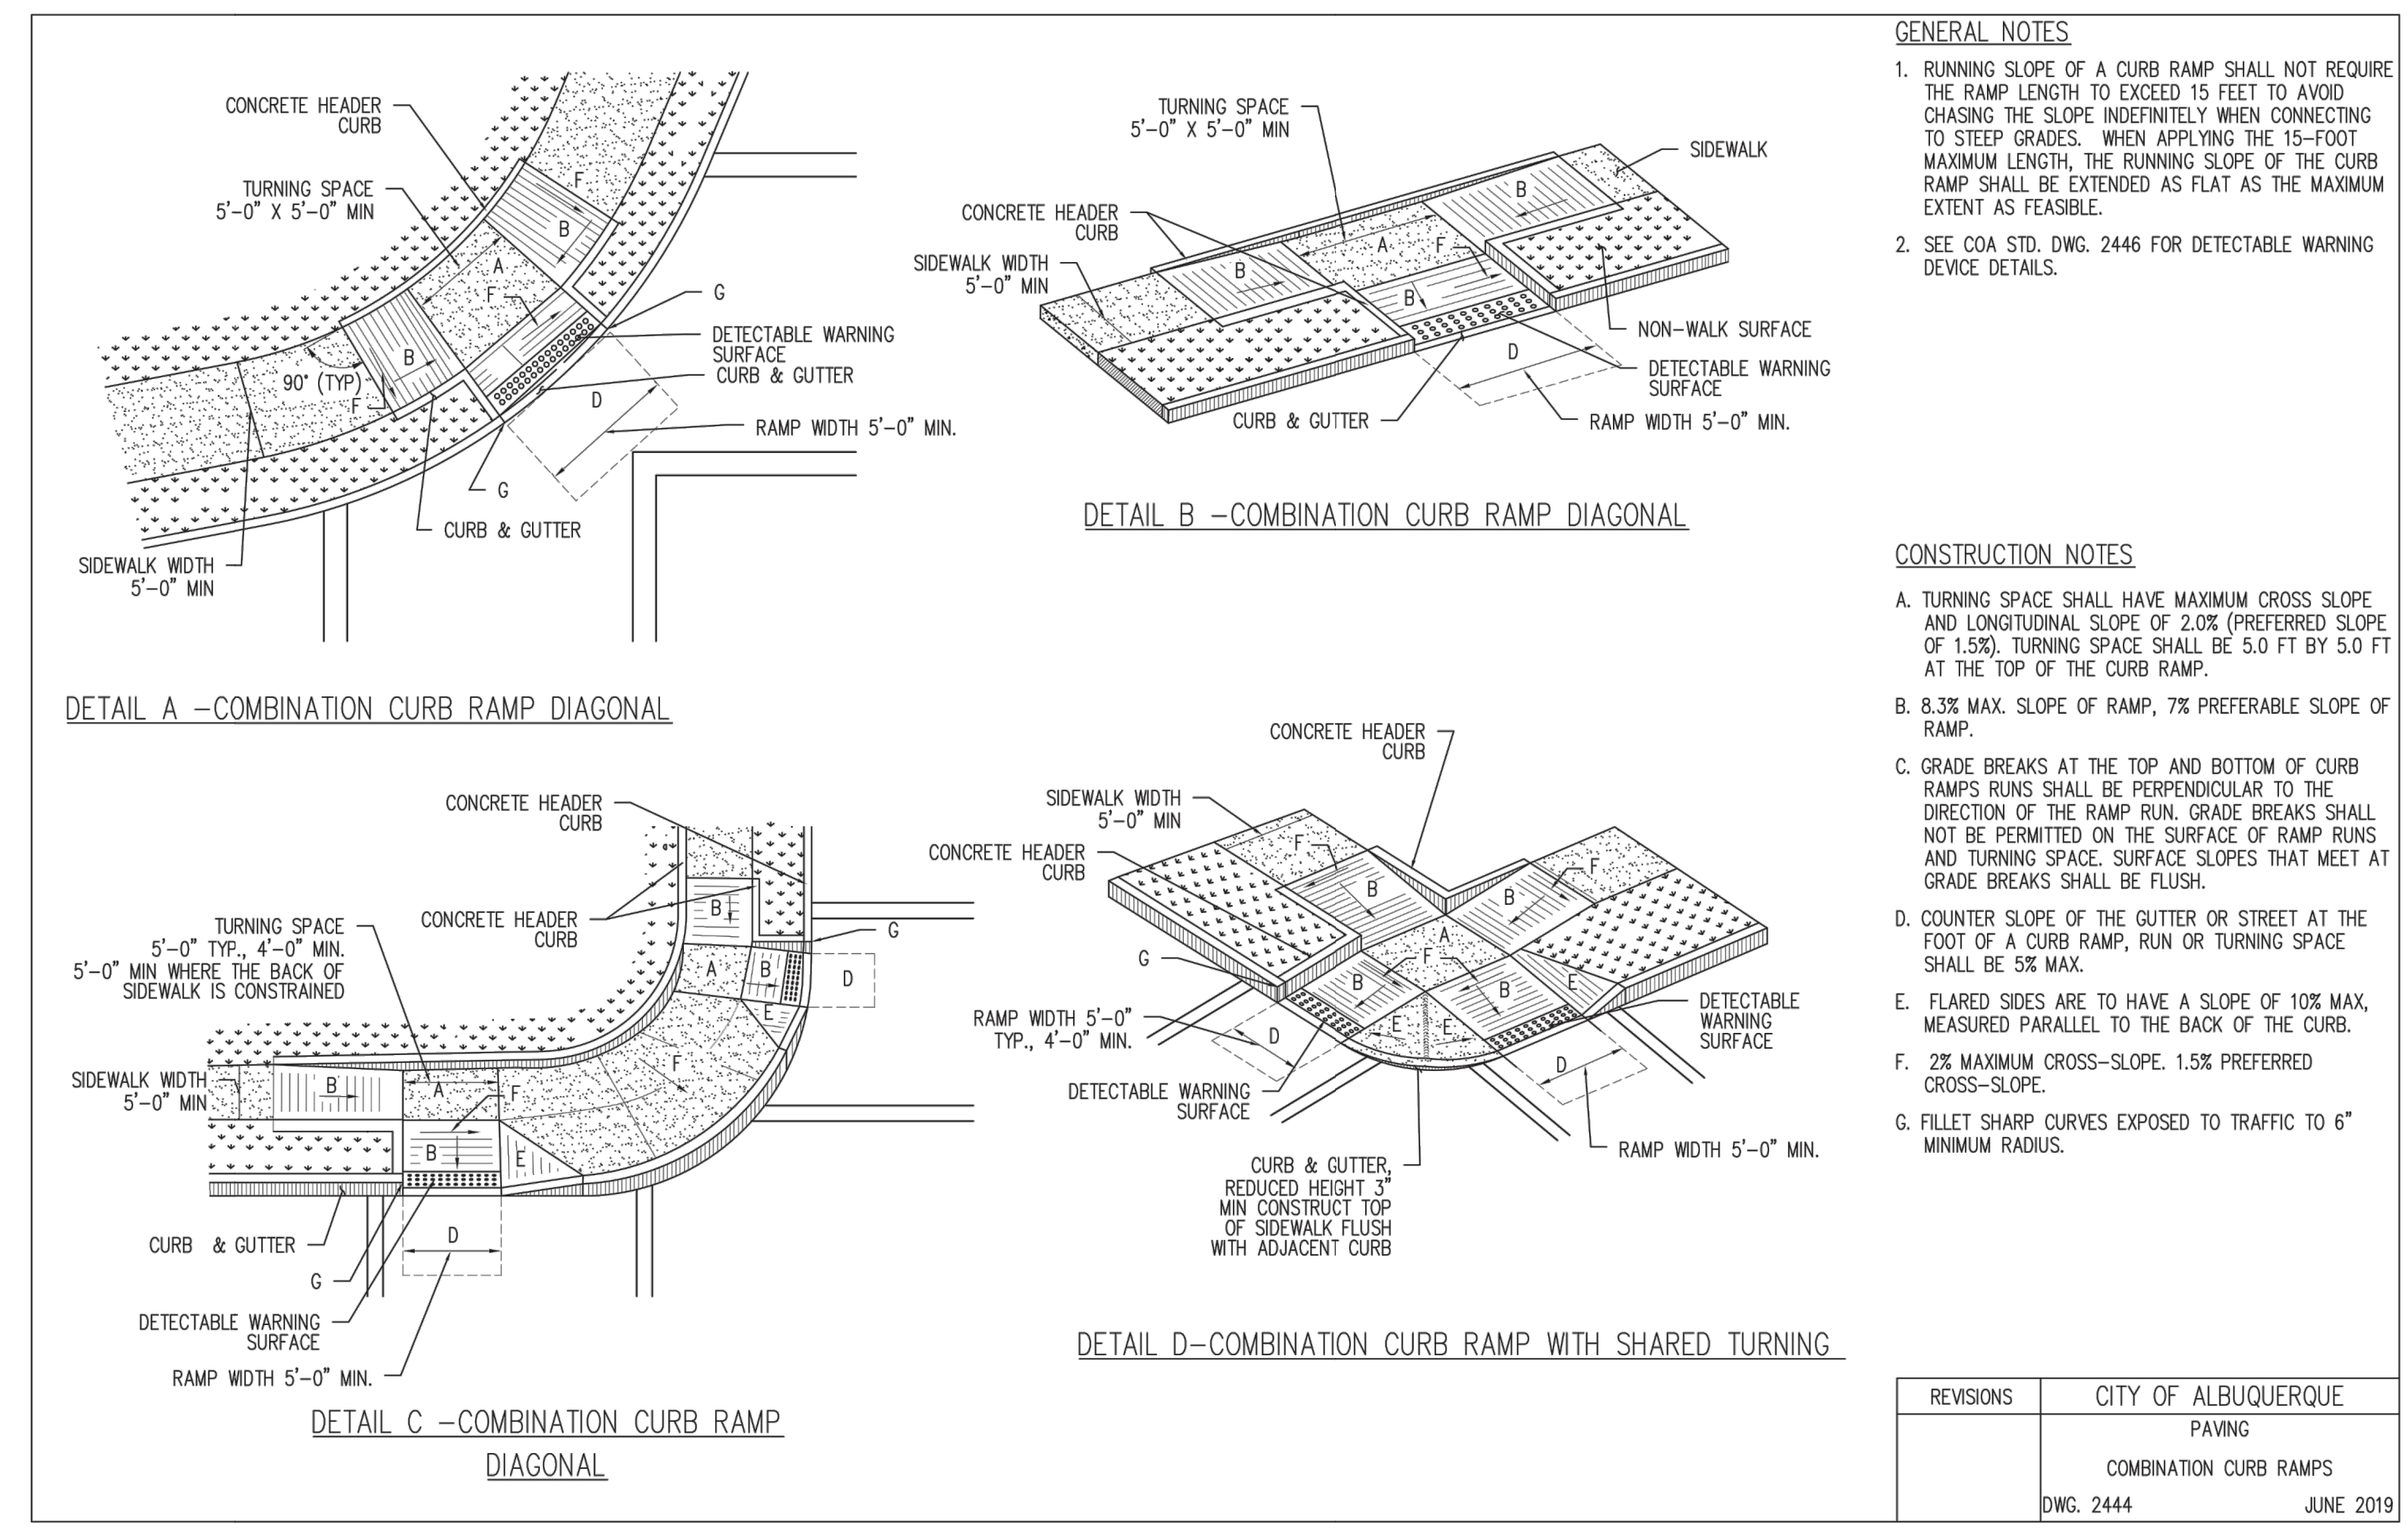 CONCRETE HEADER
CURB
TURNING SPACE
5'-0" X 5'-0" MIN
F
B
A
F
G
DETECTABLE WARNING
SURFACE
CURB & GUTTER
B
90° (TYP)
F
D
RAMP WIDTH 5'-0" MIN.
G
CURB & GUTTER
SIDEWALK WIDTH
5'-0" MIN
DETAIL A -COMBINATION CURB RAMP DIAGONAL
TURNING SPACE
5'-0" X 5'-0" MIN
SIDEWALK
CONCRETE HEADER
CURB
B
A
F
SIDEWALK WIDTH
5'-0" MIN
B
B
NON-WALK SURFACE
D
DETECTABLE WARNING
SURFACE
CURB & GUTTER
RAMP WIDTH 5'-0" MIN.
DETAIL B -COMBINATION CURB RAMP DIAGONAL
CONCRETE HEADER
CURB
CONCRETE HEADER
CURB
B
G
TURNING SPACE
5'-0" TYP., 4'-0" MIN.
5'-0" MIN WHERE THE BACK OF
SIDEWALK IS CONSTRAINED
A
B
D
E
F
SIDEWALK WIDTH
5'-0" MIN
B
A
F
B
E
CURB & GUTTER
D
G
DETECTABLE WARNING
SURFACE
RAMP WIDTH 5'-0" MIN.
DETAIL C -COMBINATION CURB RAMP
DIAGONAL
CONCRETE HEADER
CURB
SIDEWALK WIDTH
5'-0" MIN
CONCRETE HEADER
CURB
F
F
B
B
A
G
F
B
B
E
DETECTABLE
WARNING
SURFACE
RAMP WIDTH 5'-0"
TYP., 4'-0" MIN.
E
E
D
D
DETECTABLE WARNING
SURFACE
RAMP WIDTH 5'-0" MIN.
CURB & GUTTER,
REDUCED HEIGHT 3"
MIN CONSTRUCT TOP
OF SIDEWALK FLUSH
WITH ADJACENT CURB
DETAIL D-COMBINATION CURB RAMP WITH SHARED TURNING
GENERAL NOTES
1. RUNNING SLOPE OF A CURB RAMP SHALL NOT REQUIRE
THE RAMP LENGTH TO EXCEED 15 FEET TO AVOID
CHASING THE SLOPE INDEFINITELY WHEN CONNECTING
TO STEEP GRADES. WHEN APPLYING THE 15-FOOT
MAXIMUM LENGTH, THE RUNNING SLOPE OF THE CURB
RAMP SHALL BE EXTENDED AS FLAT AS THE MAXIMUM
EXTENT AS FEASIBLE.
2. SEE COA STD. DWG. 2446 FOR DETECTABLE WARNING
DEVICE DETAILS.
CONSTRUCTION NOTES
A. TURNING SPACE SHALL HAVE MAXIMUM CROSS SLOPE
AND LONGITUDINAL SLOPE OF 2.0% (PREFERRED SLOPE
OF 1.5%). TURNING SPACE SHALL BE 5.0 FT BY 5.0 FT
AT THE TOP OF THE CURB RAMP.
B. 8.3% MAX. SLOPE OF RAMP, 7% PREFERABLE SLOPE OF
RAMP.
C. GRADE BREAKS AT THE TOP AND BOTTOM OF CURB
RAMPS RUNS SHALL BE PERPENDICULAR TO THE
DIRECTION OF THE RAMP RUN. GRADE BREAKS SHALL
NOT BE PERMITTED ON THE SURFACE OF RAMP RUNS
AND TURNING SPACE. SURFACE SLOPES THAT MEET AT
GRADE BREAKS SHALL BE FLUSH.
D. COUNTER SLOPE OF THE GUTTER OR STREET AT THE
FOOT OF A CURB RAMP, RUN OR TURNING SPACE
SHALL BE 5% MAX.
E. FLARED SIDES ARE TO HAVE A SLOPE OF 10% MAX,
MEASURED PARALLEL TO THE BACK OF THE CURB.
F. 2% MAXIMUM CROSS-SLOPE. 1.5% PREFERRED
CROSS-SLOPE.
G. FILLET SHARP CURVES EXPOSED TO TRAFFIC TO 6"
MINIMUM RADIUS.
REVISIONS
CITY OF ALBUQUERQUE
PAVING
COMBINATION CURB RAMPS
DWG. 2444
JUNE 2019